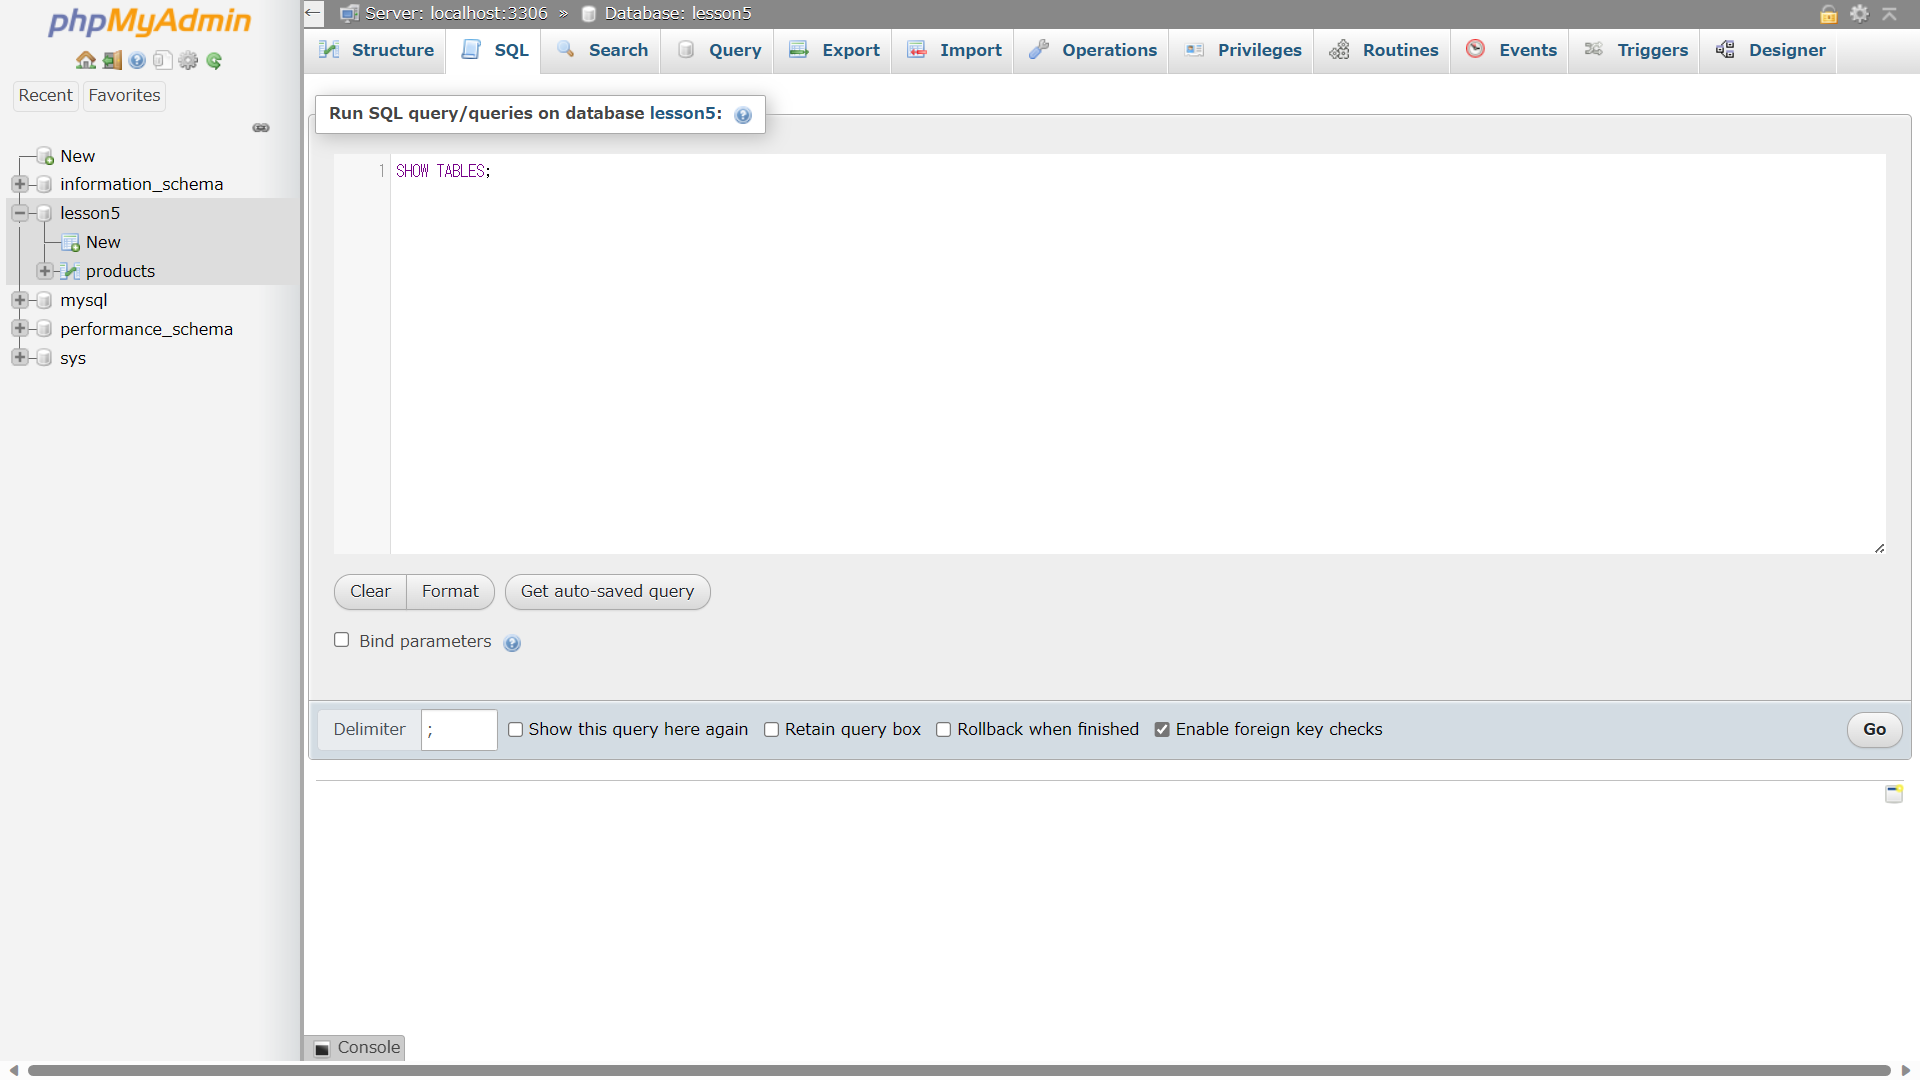 phpMyAdmin
Recent Favorites
New
information_schema
lesson5
New
products
mysql
performance_schema
sys
← Server: localhost:3306 » Database: lesson5
Structure SQL Search Query Export Import Operations Privileges Routines Events Triggers Designer
Run SQL query/queries on database lesson5:
1 SHOW TABLES;
Clear Format Get auto-saved query
Bind parameters
Delimiter ; Show this query here again Retain query box Rollback when finished Enable foreign key checks Go
Console